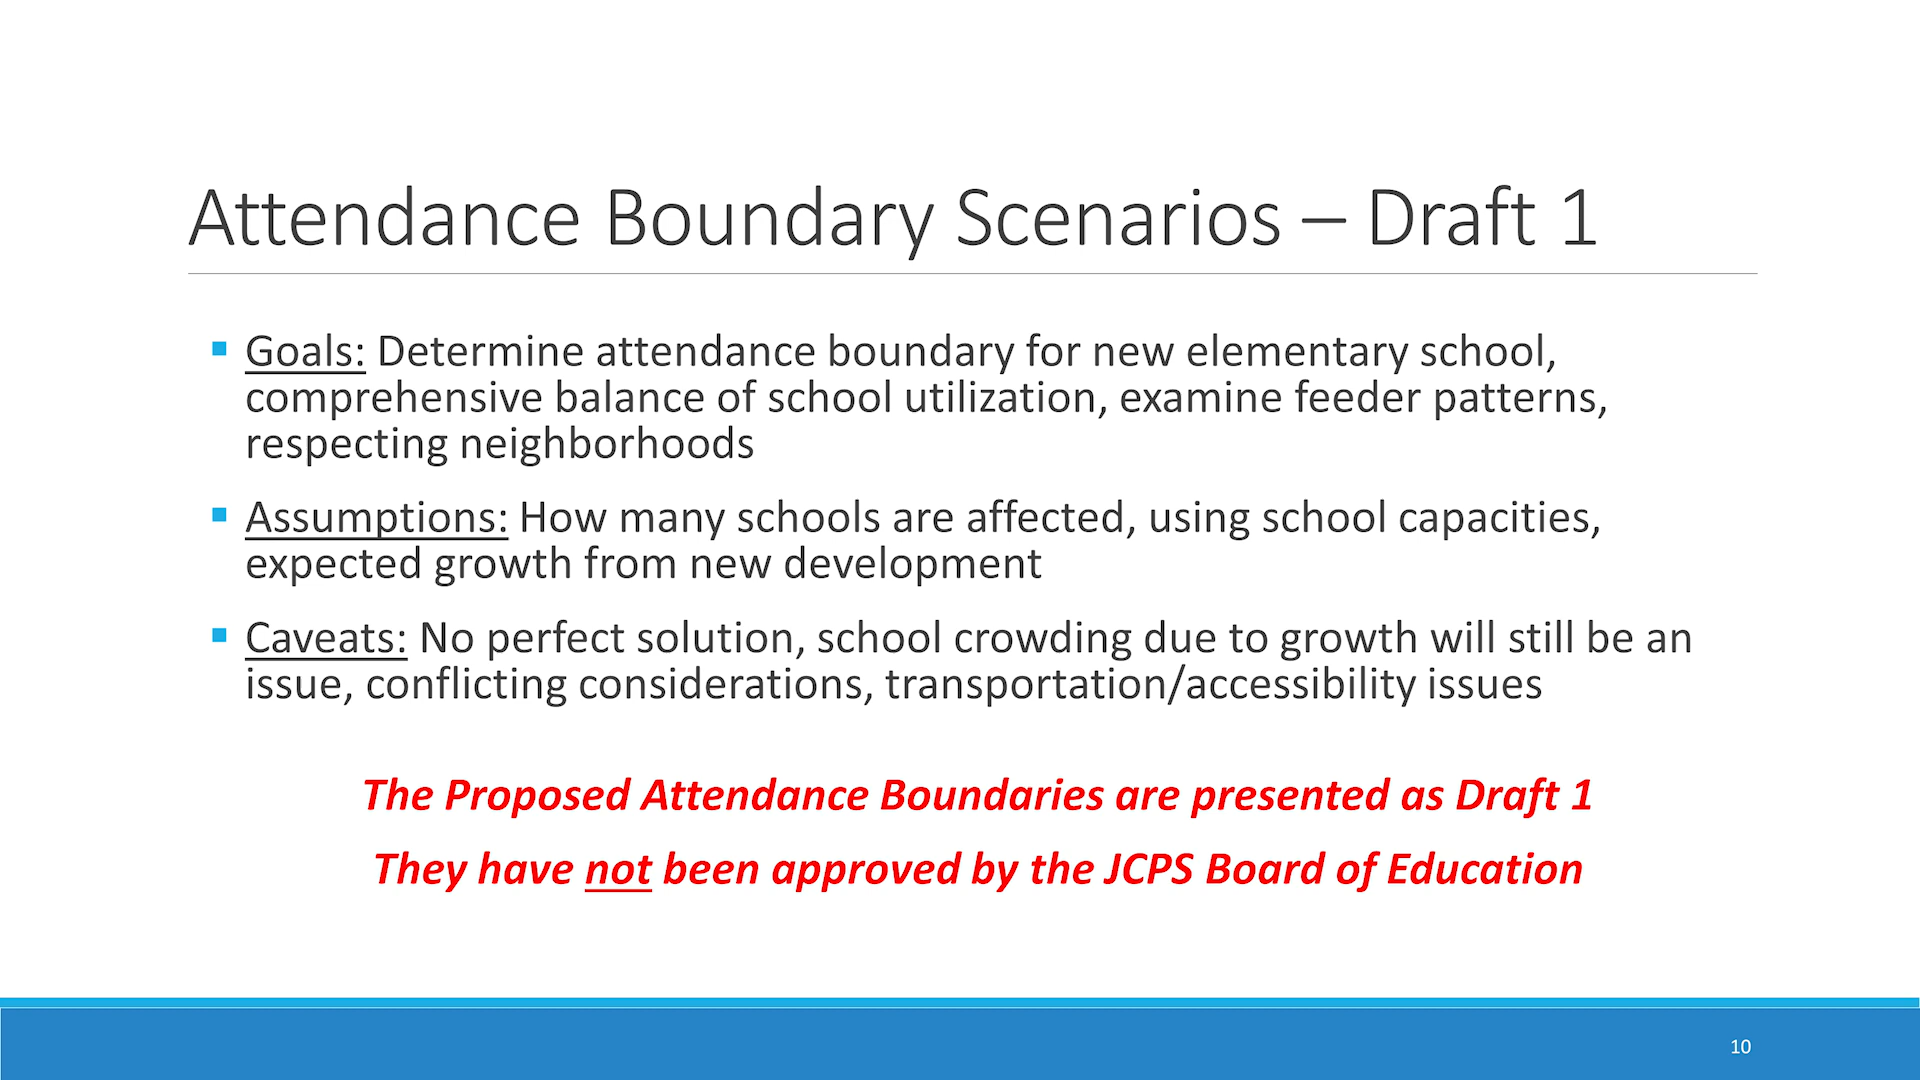 Attendance Boundary Scenarios – Draft 1
▪ Goals: Determine attendance boundary for new elementary school,
comprehensive balance of school utilization, examine feeder patterns,
respecting neighborhoods
▪ Assumptions: How many schools are affected, using school capacities,
expected growth from new development
▪ Caveats: No perfect solution, school crowding due to growth will still be an
issue, conflicting considerations, transportation/accessibility issues
The Proposed Attendance Boundaries are presented as Draft 1
They have not been approved by the JCPS Board of Education
10